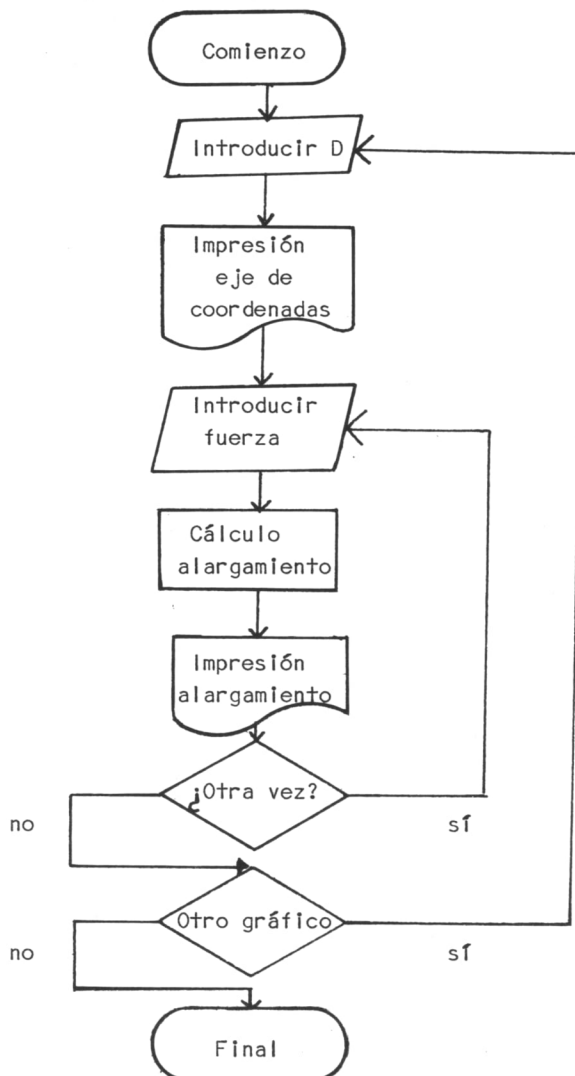 Comienzo
Introducir D
Impresión
eje de
coordenadas
Introducir
fuerza
Cálculo
alargamiento
Impresión
alargamiento
¿Otra vez?
no
sí
Otro gráfico
no
sí
Final